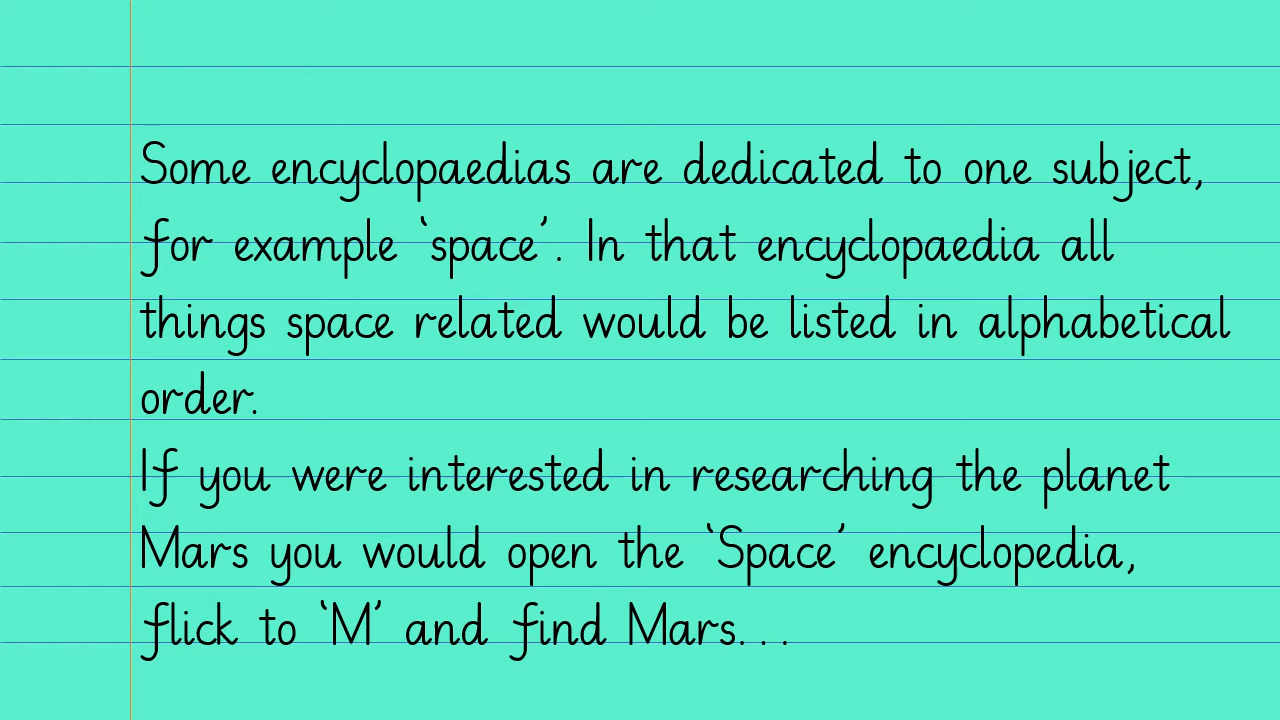 Some encyclopaedias are dedicated to one subject,
for example ‘space’. In that encyclopaedia all
things space related would be listed in alphabetical
order.
If you were interested in researching the planet
Mars you would open the ‘Space’ encyclopedia,
flick to ‘M’ and find Mars...